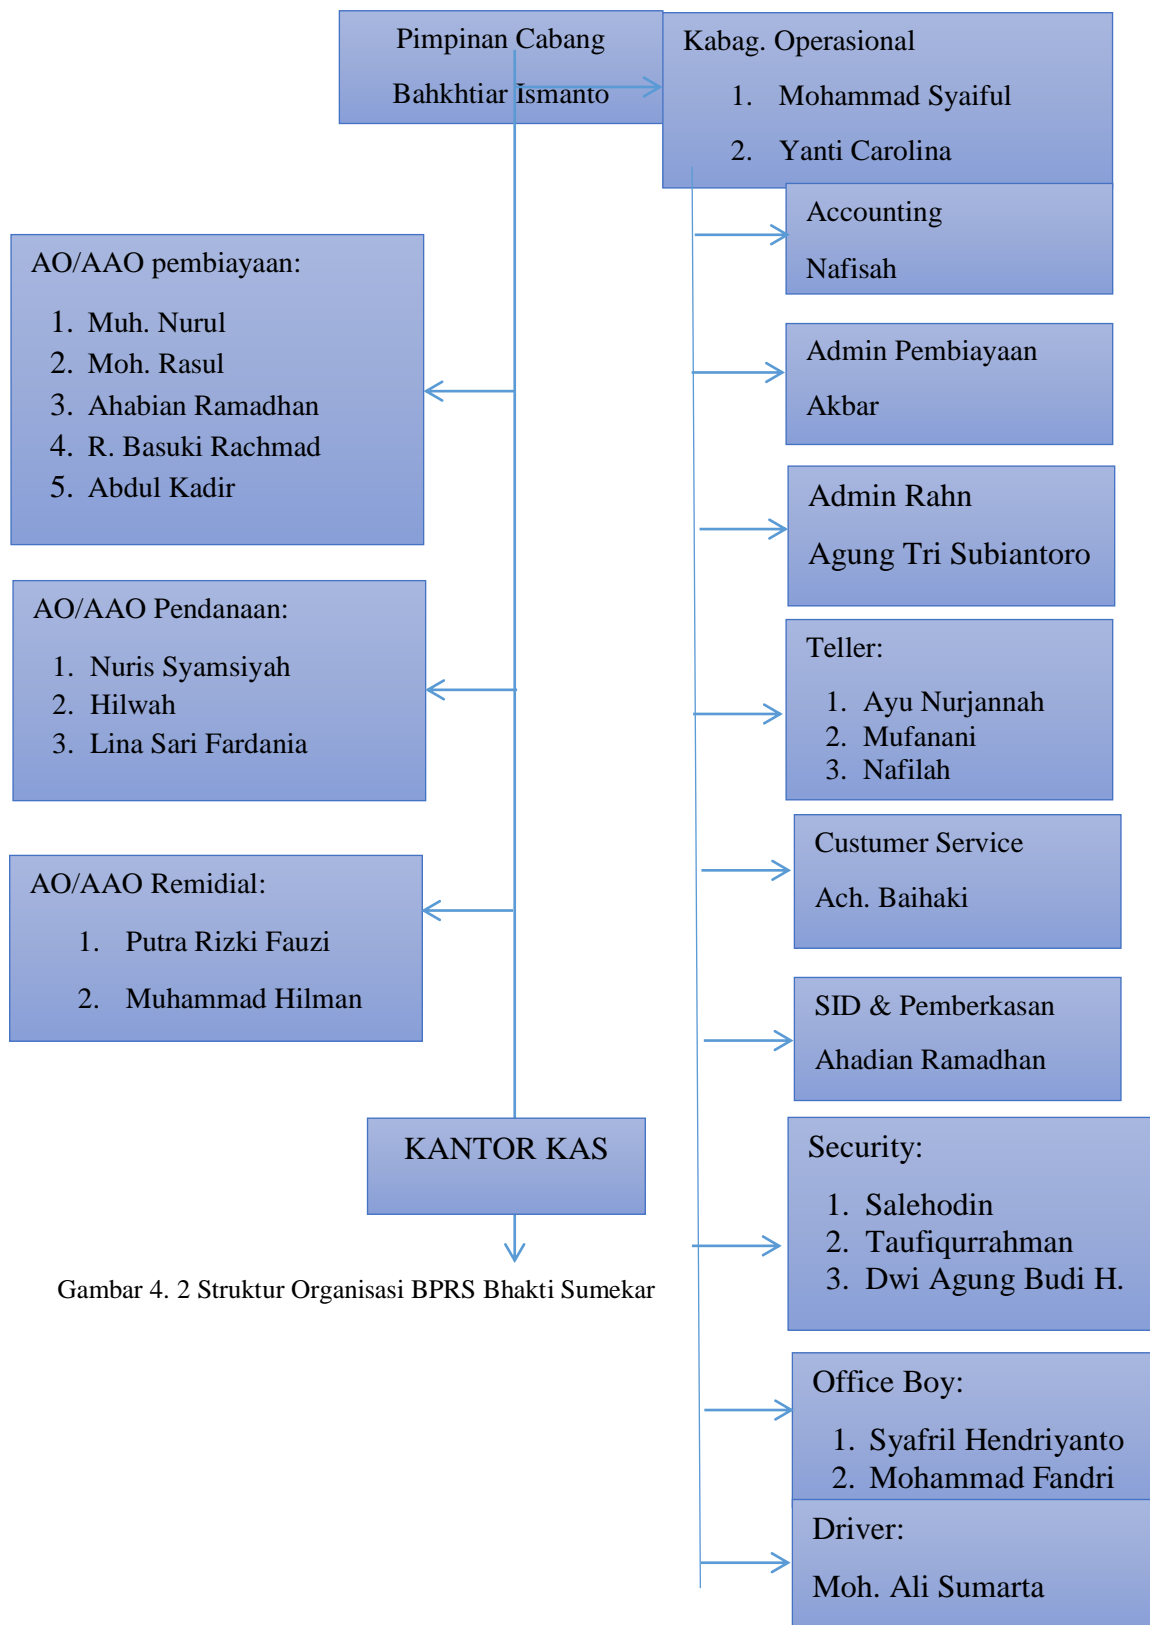 Pimpinan Cabang
Bahkhtiar Ismanto
Kabag. Operasional
1. Mohammad Syaiful
2. Yanti Carolina
AO/AAO pembiayaan:
1. Muh. Nurul
2. Moh. Rasul
3. Ahabian Ramadhan
4. R. Basuki Rachmad
5. Abdul Kadir
AO/AAO Pendanaan:
1. Nuris Syamsiyah
2. Hilwah
3. Lina Sari Fardania
AO/AAO Remidial:
1. Putra Rizki Fauzi
2. Muhammad Hilman
KANTOR KAS
Gambar 4. 2 Struktur Organisasi BPRS Bhakti Sumekar
Accounting
Nafisah
Admin Pembiayaan
Akbar
Admin Rahn
Agung Tri Subiantoro
Teller:
1. Ayu Nurjannah
2. Mufanani
3. Nafilah
Custumer Service
Ach. Baihaki
SID & Pemberkasan
Ahadian Ramadhan
Security:
1. Salehodin
2. Taufiqurrahman
3. Dwi Agung Budi H.
Office Boy:
1. Syafril Hendriyanto
2. Mohammad Fandri
Driver:
Moh. Ali Sumarta